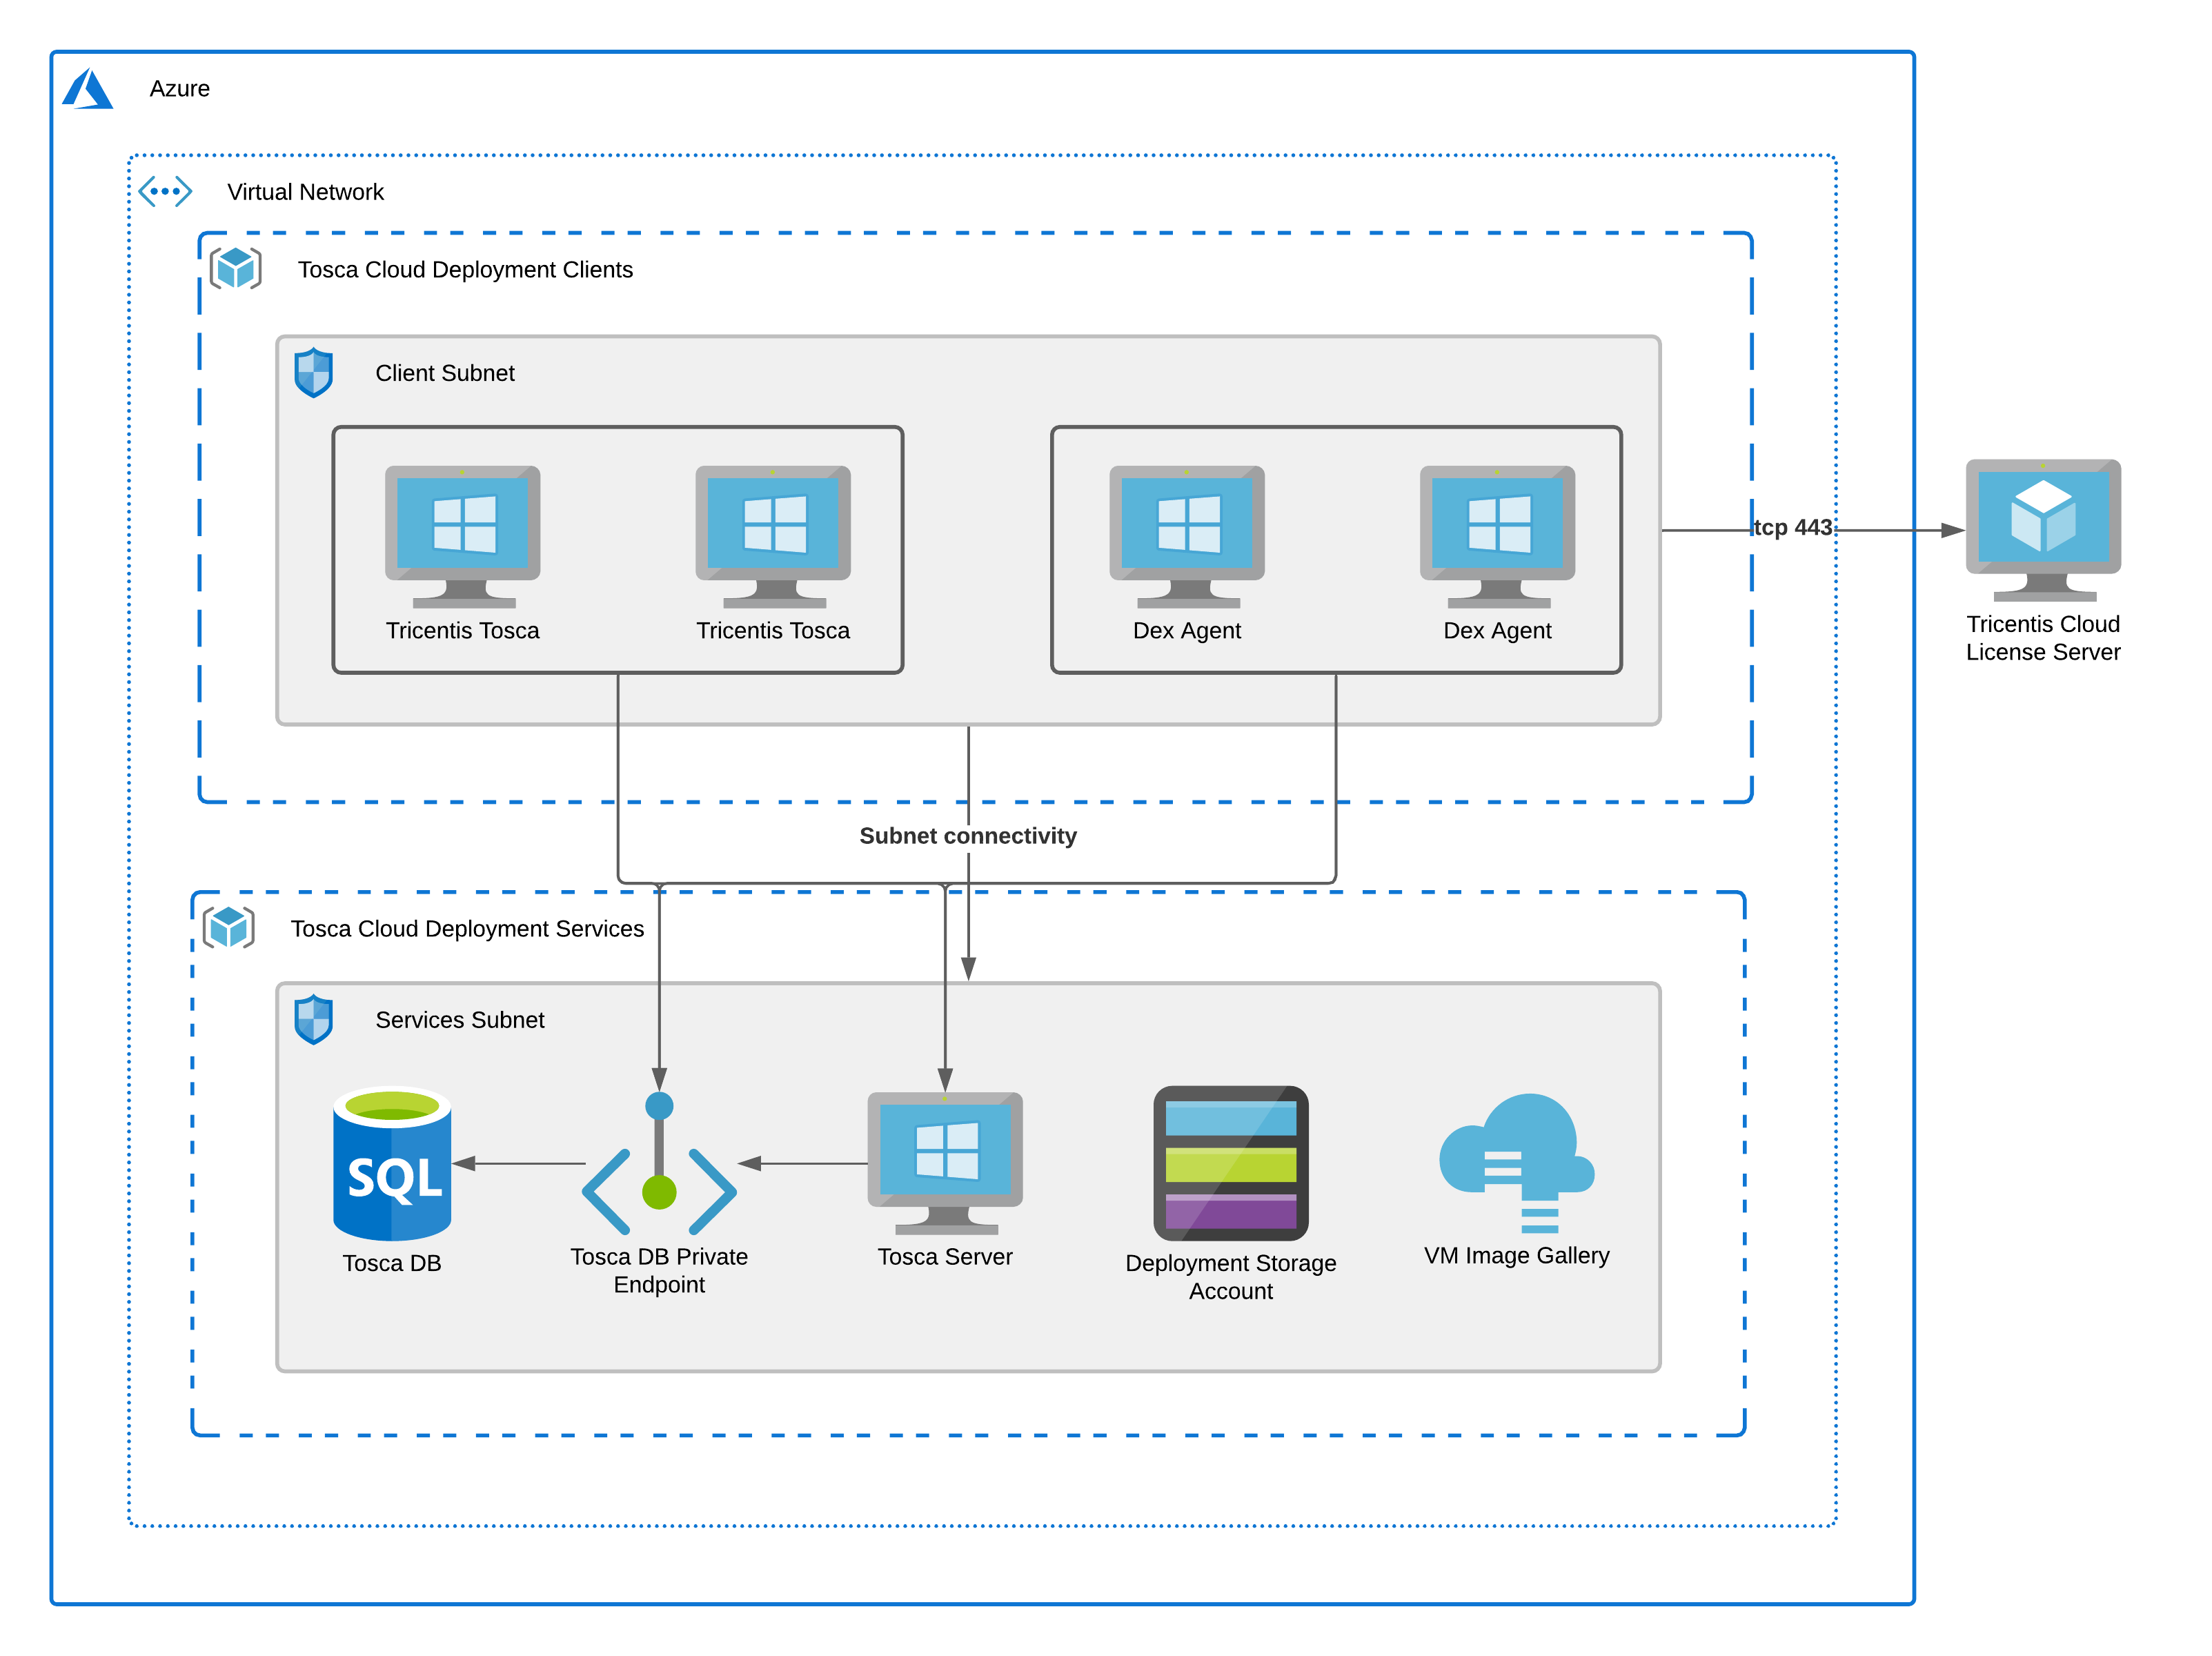 Azure
Virtual Network
Tosca Cloud Deployment Clients
Client Subnet
Tricentis Tosca
Tricentis Tosca
Dex Agent
Dex Agent
tcp 443
Tricentis Cloud
License Server
Subnet connectivity
Tosca Cloud Deployment Services
Services Subnet
SQL
Tosca DB
Tosca DB Private
Endpoint
Tosca Server
Deployment Storage
Account
VM Image Gallery